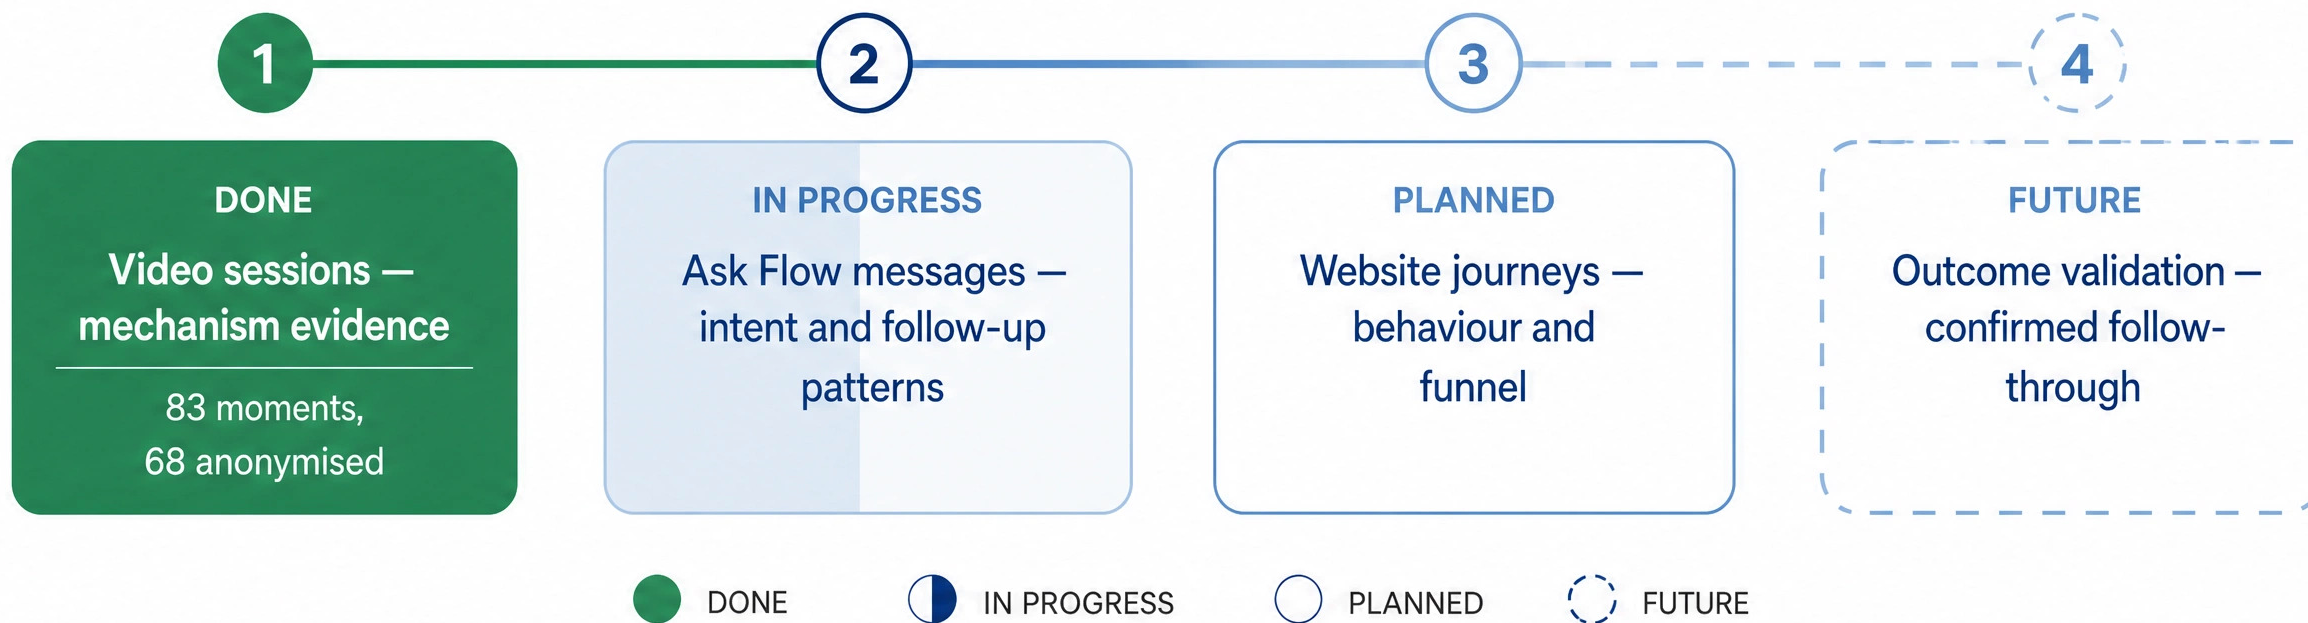 1
2
3
4
DONE
Video sessions —
mechanism evidence
83 moments,
68 anonymised
IN PROGRESS
Ask Flow messages —
intent and follow-up
patterns
PLANNED
Website journeys —
behaviour and
funnel
FUTURE
Outcome validation —
confirmed follow-
through
DONE
IN PROGRESS
PLANNED
FUTURE